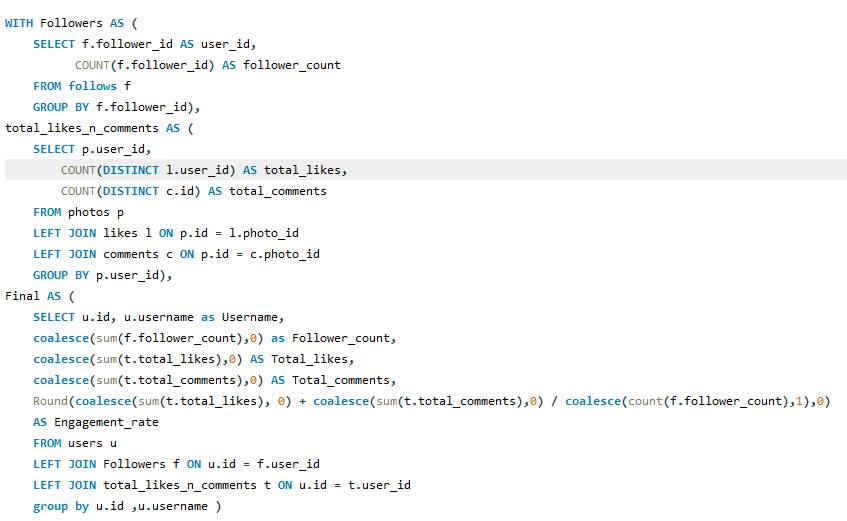 WITH Followers AS (
    SELECT f.follower_id AS user_id,
          COUNT(f.follower_id) AS follower_count
    FROM follows f
    GROUP BY f.follower_id),
total_likes_n_comments AS (
    SELECT p.user_id,
        COUNT(DISTINCT l.user_id) AS total_likes,
        COUNT(DISTINCT c.id) AS total_comments
    FROM photos p
    LEFT JOIN likes l ON p.id = l.photo_id
    LEFT JOIN comments c ON p.id = c.photo_id
    GROUP BY p.user_id),
Final AS (
    SELECT u.id, u.username as Username,
    coalesce(sum(f.follower_count),0) as Follower_count,
    coalesce(sum(t.total_likes),0) AS Total_likes,
    coalesce(sum(t.total_comments),0) AS Total_comments,
    Round(coalesce(sum(t.total_likes), 0) + coalesce(sum(t.total_comments),0) / coalesce(count(f.follower_count),1),0)
    AS Engagement_rate
    FROM users u
    LEFT JOIN Followers f ON u.id = f.user_id
    LEFT JOIN total_likes_n_comments t ON u.id = t.user_id
    group by u.id ,u.username )